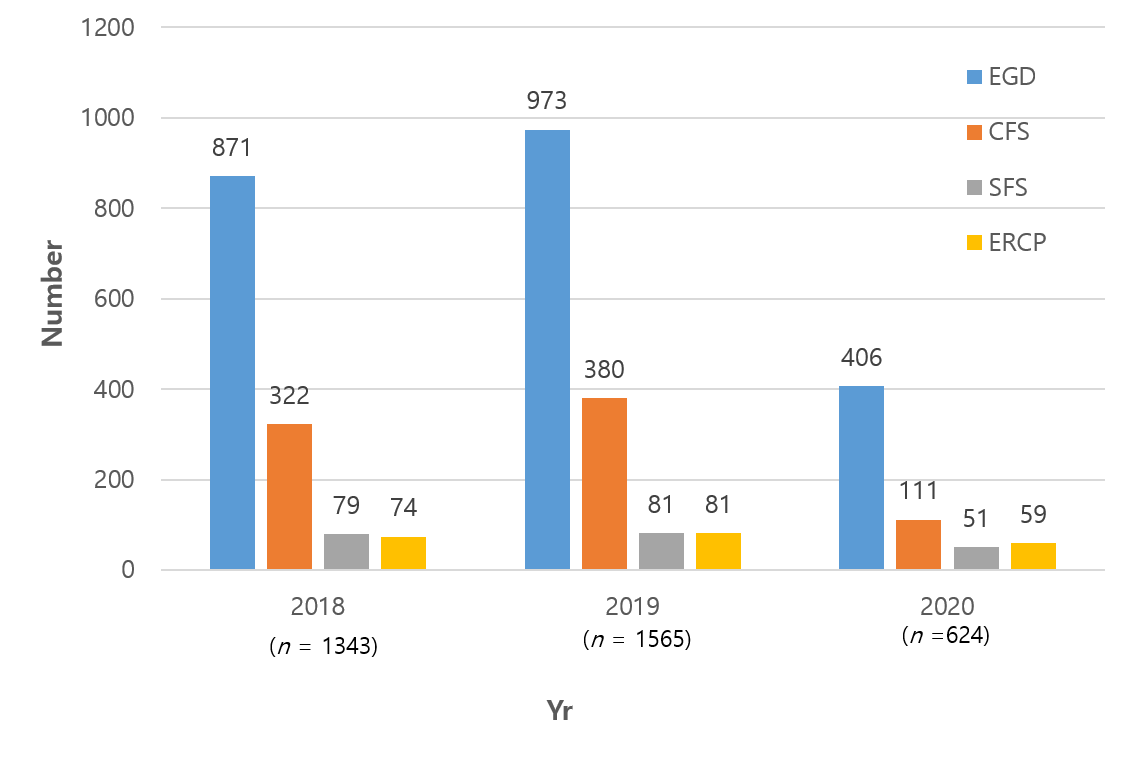 1200
1000
800
600
400
200
0
Number
EGD
CFS
SFS
ERCP
871
322
79
74
973
380
81
81
406
111
51
59
2018
2019
2020
(n = 1343)
(n = 1565)
(n =624)
Yr